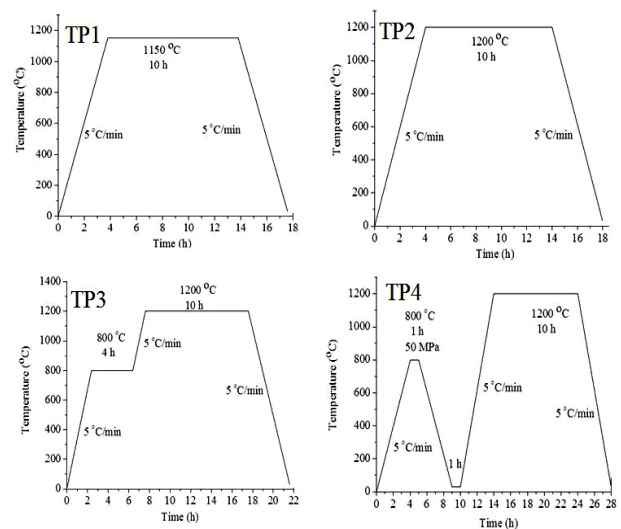 TP1
1150 °C
10 h
5 °C/min
5 °C/min
Temperature (°C)
1200
1000
800
600
400
200
0
0 2 4 6 8 10 12 14 16 18
Time (h)
TP2
1200 °C
10 h
5 °C/min
5 °C/min
Temperature (°C)
1200
1000
800
600
400
200
0
0 2 4 6 8 10 12 14 16 18
Time (h)
TP3
1200 °C
10 h
800 °C
4 h
5 °C/min
5 °C/min
5 °C/min
Temperature (°C)
1400
1200
1000
800
600
400
200
0
0 2 4 6 8 10 12 14 16 18 20 22
Time (h)
TP4
800 °C
1 h
50 MPa
1200 °C
10 h
5 °C/min
5 °C/min
5 °C/min
1 h
Temperature (°C)
1200
1000
800
600
400
200
0
0 2 4 6 8 10 12 14 16 18 20 22 24 26 28
Time (h)